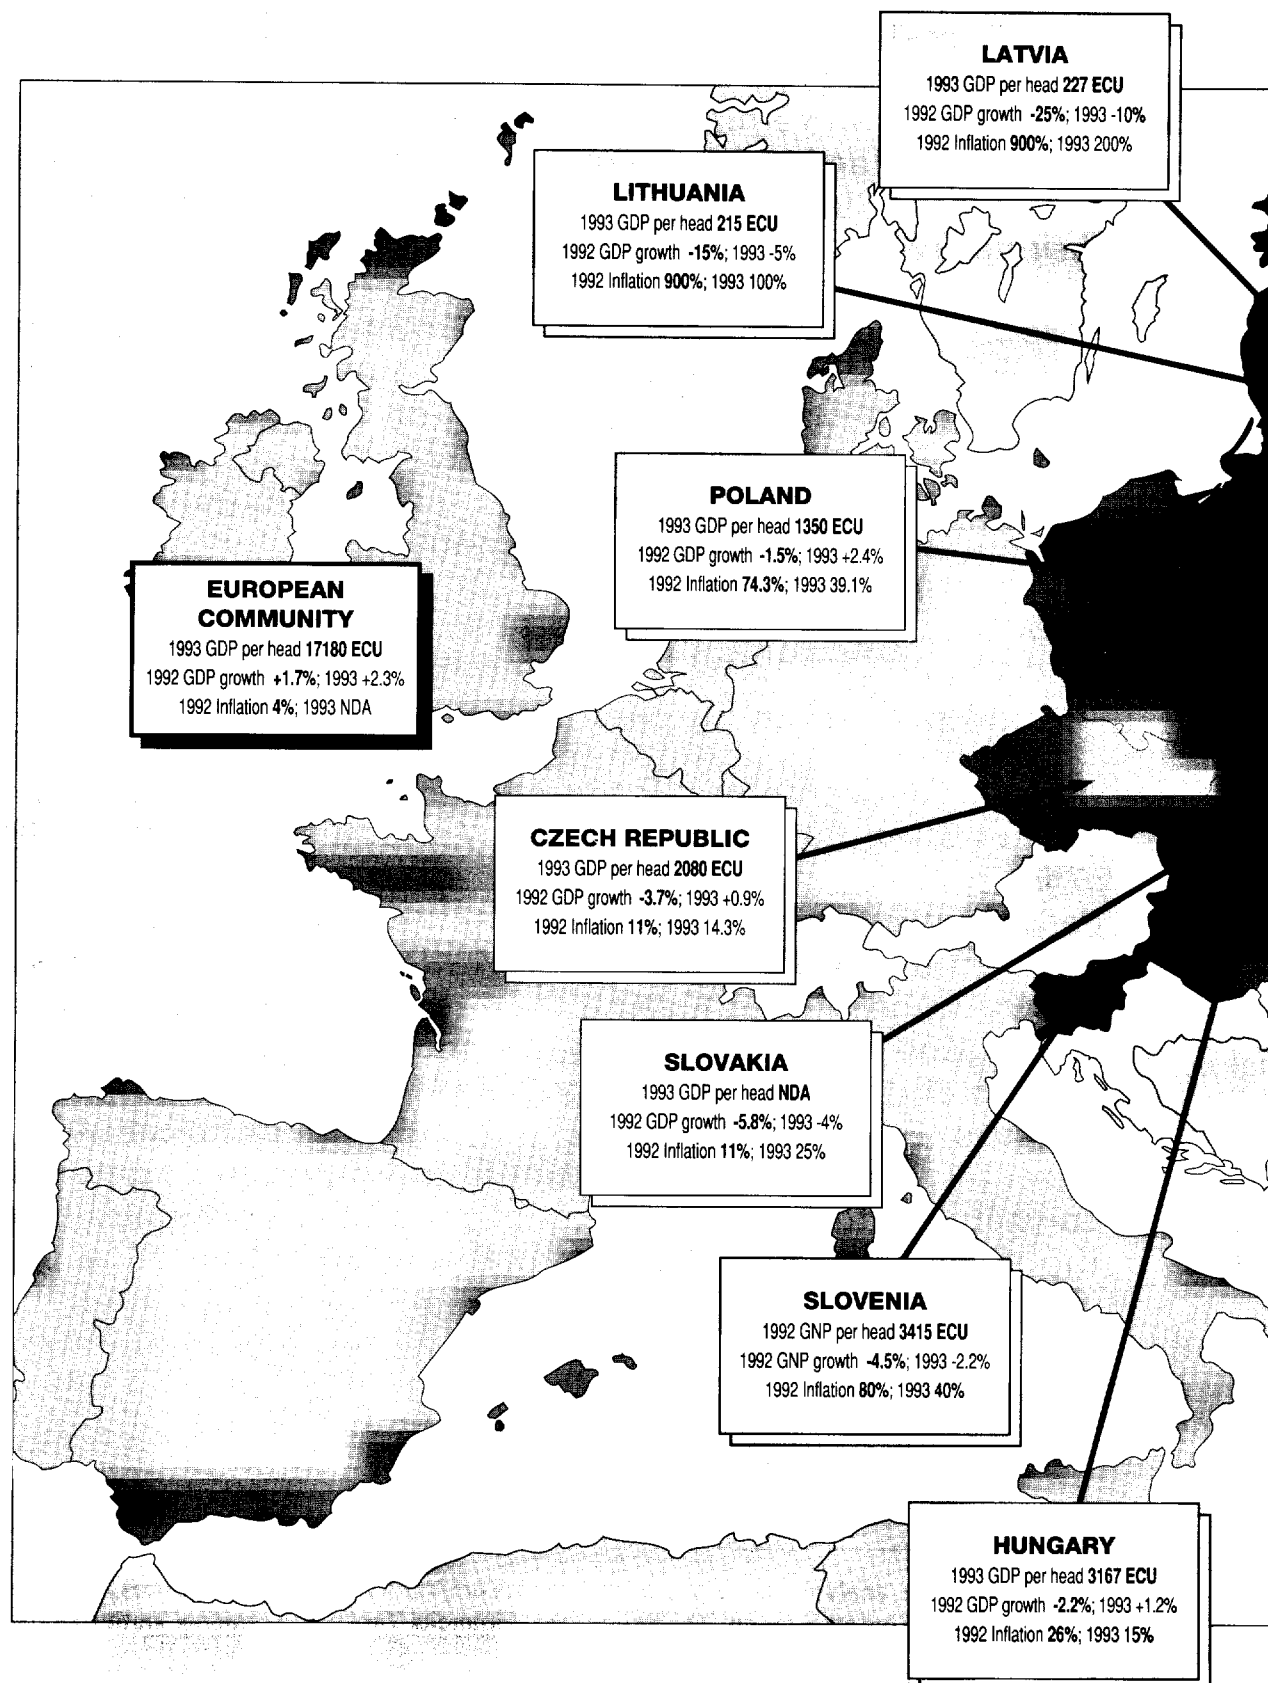 LATVIA
1993 GDP per head 227 ECU
1992 GDP growth -25%; 1993 -10%
1992 Inflation 900%; 1993 200%
LITHUANIA
1993 GDP per head 215 ECU
1992 GDP growth -15%; 1993 -5%
1992 Inflation 900%; 1993 100%
POLAND
1993 GDP per head 1350 ECU
1992 GDP growth -1.5%; 1993 +2.4%
1992 Inflation 74.3%; 1993 39.1%
EUROPEAN
COMMUNITY
1993 GDP per head 17180 ECU
1992 GDP growth +1.7%; 1993 +2.3%
1992 Inflation 4%; 1993 NDA
CZECH REPUBLIC
1993 GDP per head 2080 ECU
1992 GDP growth -3.7%; 1993 +0.9%
1992 Inflation 11%; 1993 14.3%
SLOVAKIA
1993 GDP per head NDA
1992 GDP growth -5.8%; 1993 -4%
1992 Inflation 11%; 1993 25%
SLOVENIA
1992 GNP per head 3415 ECU
1992 GNP growth -4.5%; 1993 -2.2%
1992 Inflation 80%; 1993 40%
HUNGARY
1993 GDP per head 3167 ECU
1992 GDP growth -2.2%; 1993 +1.2%
1992 Inflation 26%; 1993 15%